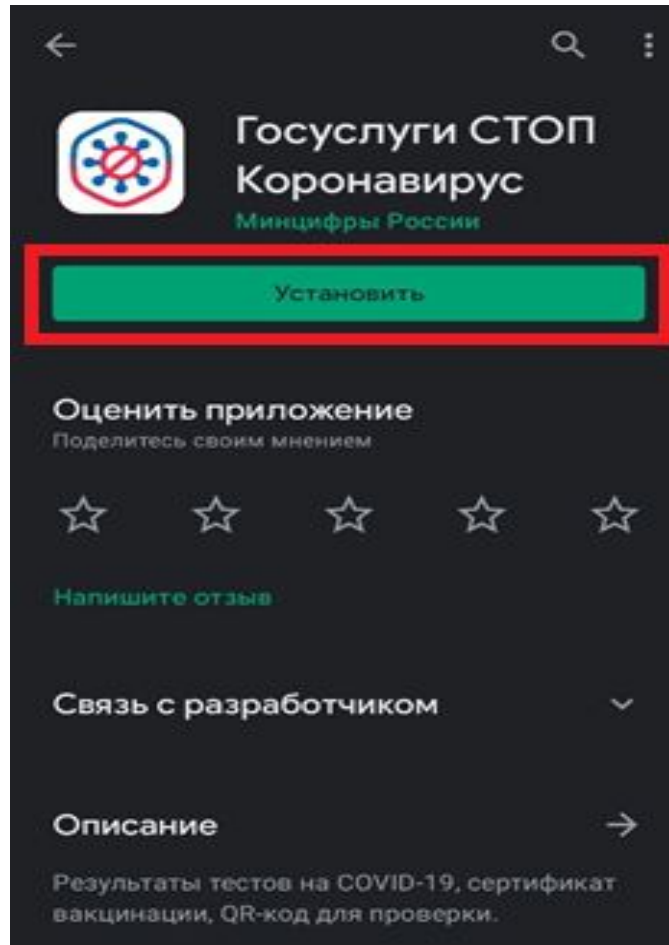 Госуслуги СТОП
Коронавирус
Минцифры России
Установить
Оценить приложение
Поделитесь своим мнением
Напишите отзыв
Связь с разработчиком
Описание
Результаты тестов на COVID-19, сертификат
вакцинации, QR-код для проверки.